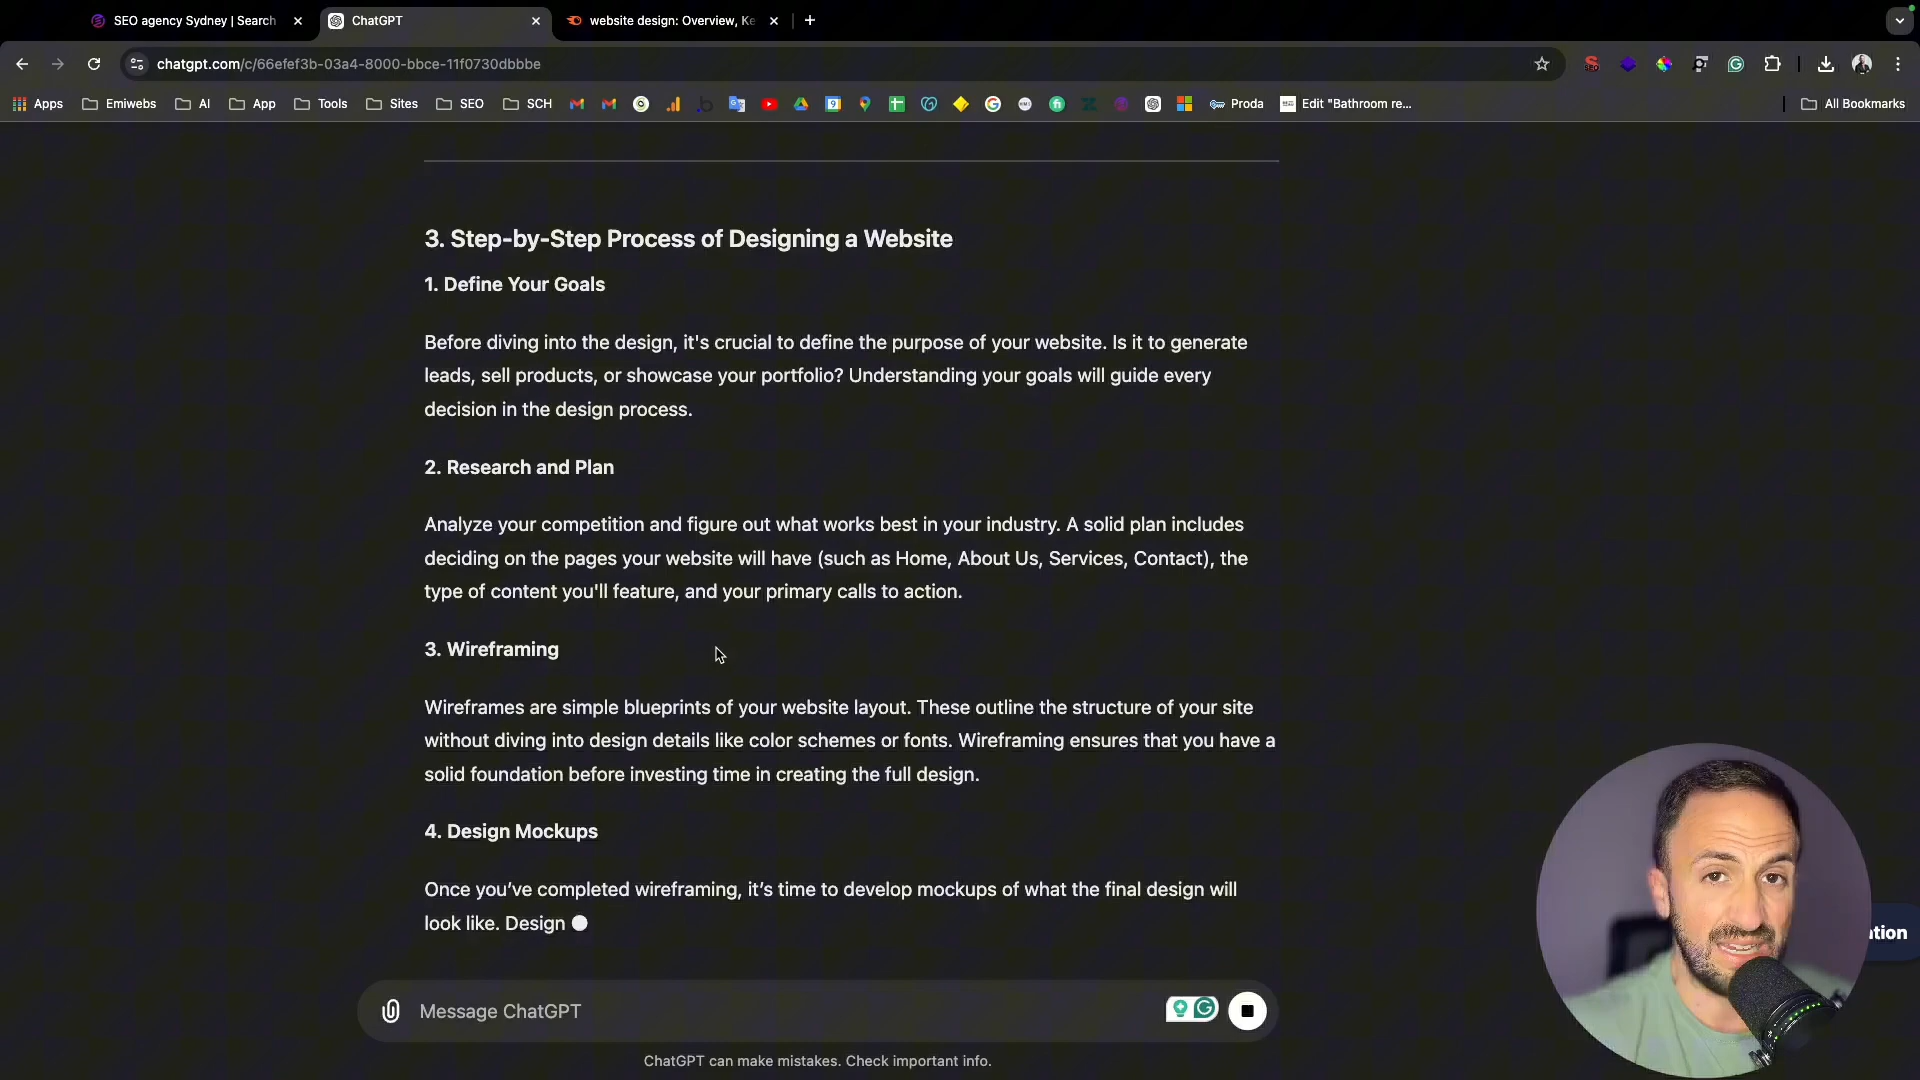 SEO agency Sydney | Search
ChatGPT
website design: Overview, Ke
chatgpt.com/c/66efef3b-03a4-8000-bbce-11f0730dbbbe
Apps
Emiwebs
AI
App
Tools
Sites
SEO
SCH
Proda
Edit "Bathroom re...
All Bookmarks
3. Step-by-Step Process of Designing a Website
1. Define Your Goals
Before diving into the design, it's crucial to define the purpose of your website. Is it to generate
leads, sell products, or showcase your portfolio? Understanding your goals will guide every
decision in the design process.
2. Research and Plan
Analyze your competition and figure out what works best in your industry. A solid plan includes
deciding on the pages your website will have (such as Home, About Us, Services, Contact), the
type of content you'll feature, and your primary calls to action.
3. Wireframing
Wireframes are simple blueprints of your website layout. These outline the structure of your site
without diving into design details like color schemes or fonts. Wireframing ensures that you have a
solid foundation before investing time in creating the full design.
4. Design Mockups
Once you’ve completed wireframing, it’s time to develop mockups of what the final design will
look like. Design
ation
Message ChatGPT
ChatGPT can make mistakes. Check important info.